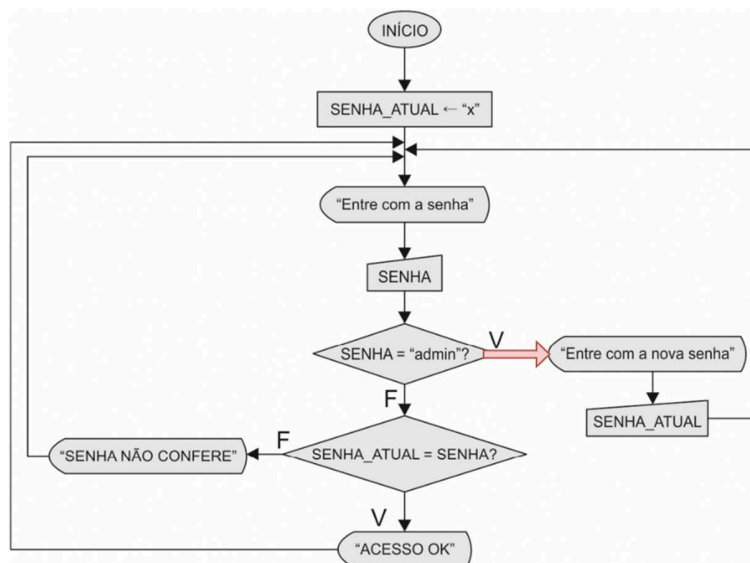 INÍCIO
SENHA_ATUAL ← “x”
“Entre com a senha”
SENHA
SENHA = “admin”?
V
“Entre com a nova senha”
SENHA_ATUAL
F
SENHA_ATUAL = SENHA?
F
“SENHA NÃO CONFERE”
V
“ACESSO OK”